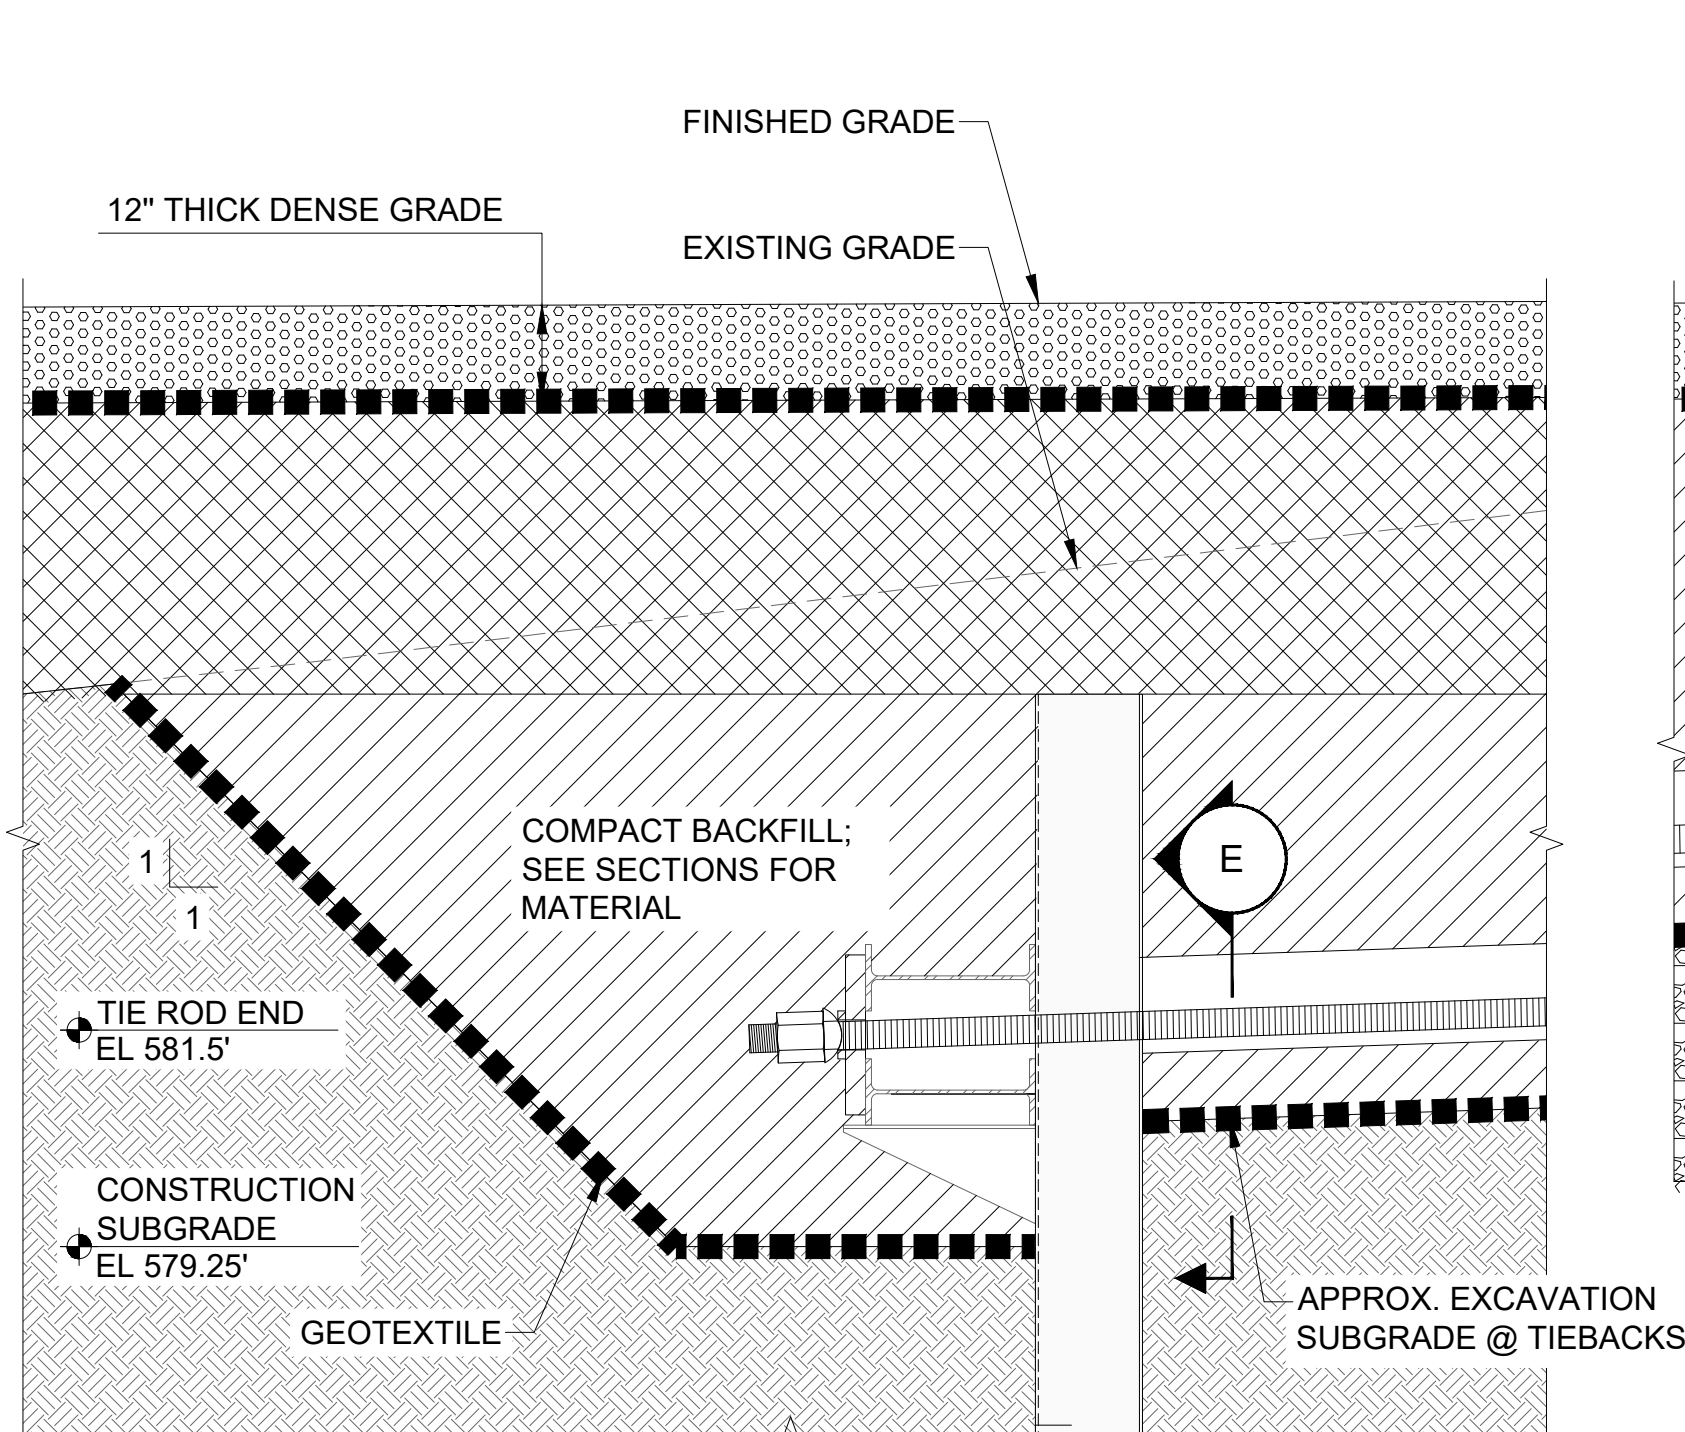 FINISHED GRADE
12" THICK DENSE GRADE
EXISTING GRADE
COMPACT BACKFILL;
SEE SECTIONS FOR
MATERIAL
E
1
1
TIE ROD END
EL 581.5'
CONSTRUCTION
SUBGRADE
EL 579.25'
GEOTEXTILE
APPROX. EXCAVATION
SUBGRADE @ TIEBACKS